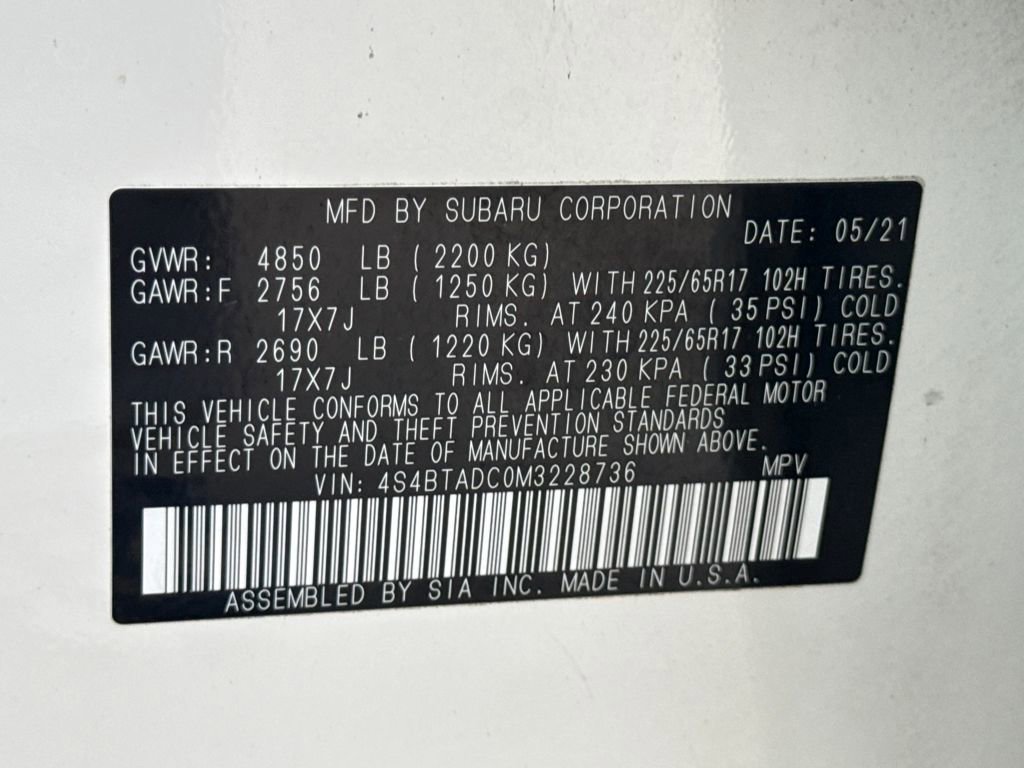 MFD BY SUBARU CORPORATION
DATE: 05/21
GVWR: 4850 LB ( 2200 KG)
GAWR:F 2756 LB ( 1250 KG) WITH 225/65R17 102H TIRES.
17X7J RIMS. AT 240 KPA ( 35 PSI) COLD
GAWR:R 2690 LB ( 1220 KG) WITH 225/65R17 102H TIRES.
17X7J RIMS. AT 230 KPA ( 33 PSI) COLD
THIS VEHICLE CONFORMS TO ALL APPLICABLE FEDERAL MOTOR
VEHICLE SAFETY AND THEFT PREVENTION STANDARDS
IN EFFECT ON THE DATE OF MANUFACTURE SHOWN ABOVE.
VIN: 4S4BTADC0M3228736 MPV
ASSEMBLED BY SIA INC. MADE IN U.S.A.